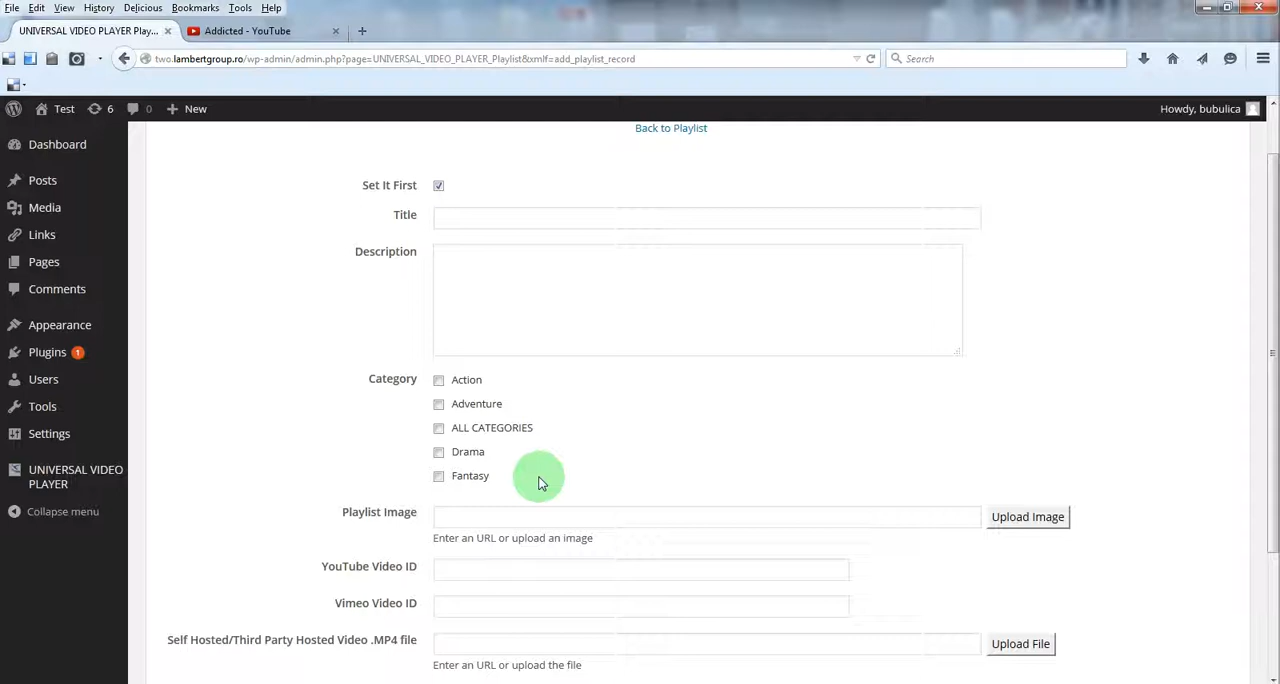 File Edit View History Delicious Bookmarks Tools Help
UNIVERSAL VIDEO PLAYER Play... Addicted - YouTube
two.lambertgroup.ro/wp-admin/admin.php?page=UNIVERSAL_VIDEO_PLAYER_Playlist&xmlf=add_playlist_record Search
Test 6 0 New Howdy, bubulica
Dashboard
Posts
Media
Links
Pages
Comments
Appearance
Plugins 1
Users
Tools
Settings
UNIVERSAL VIDEO
PLAYER
Collapse menu
Back to Playlist
Set It First
Title
Description
Category
Action
Adventure
ALL CATEGORIES
Drama
Fantasy
Playlist Image Upload Image
Enter an URL or upload an image
YouTube Video ID
Vimeo Video ID
Self Hosted/Third Party Hosted Video .MP4 file Upload File
Enter an URL or upload the file